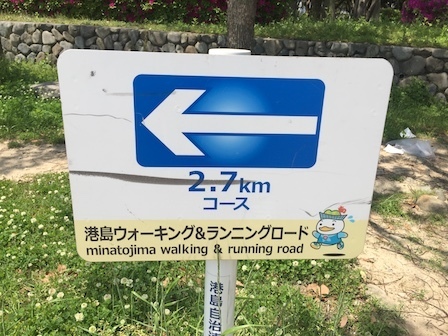 2.7km
コース
港島ウォーキング&ランニングロード
minatojima walking & running road
港島自治